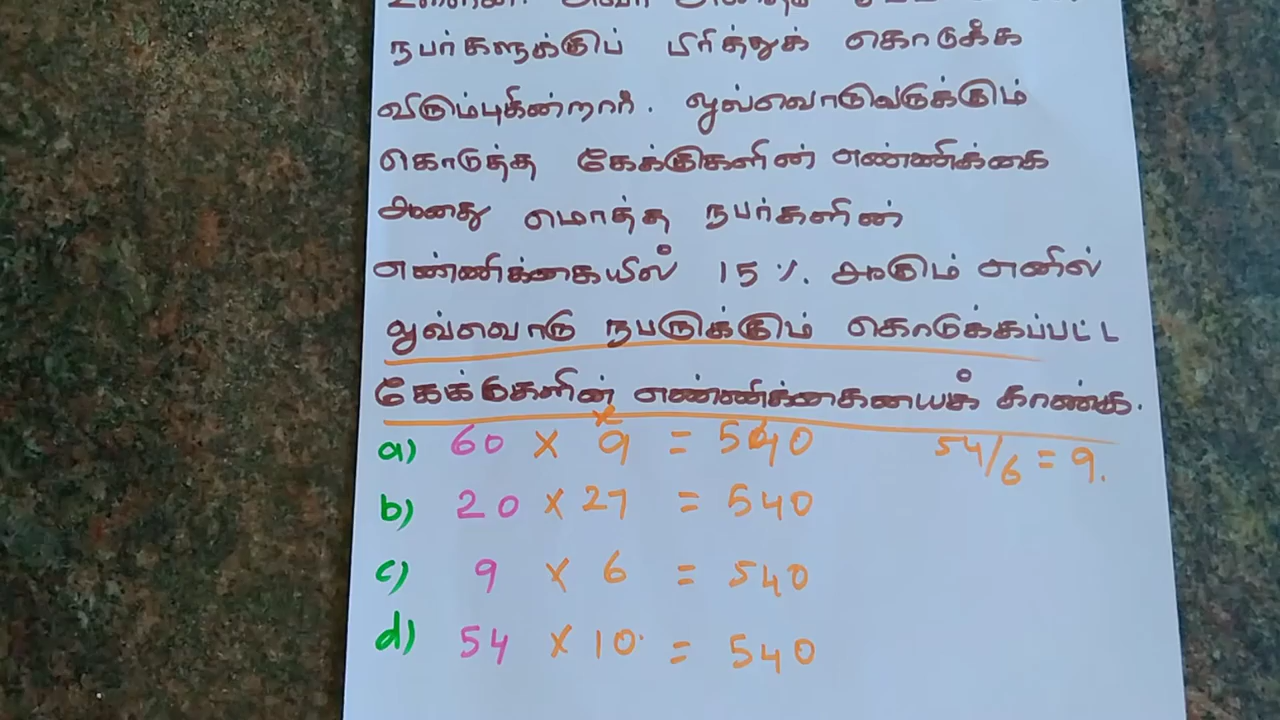 நபர்களுக்குப் பிரித்துக் கொடுக்க
விரும்புகின்றார். ஒவ்வொருவருக்கும்
கொடுத்த கேக்குகளின் எண்ணிக்கை
ஆனது மொத்த நபர்களின்
எண்ணிக்கையில் 15 %. ஆகும் எனில்
ஒவ்வொரு நபருக்கும் கொடுக்கப்பட்ட
கேக்குகளின் எண்ணிக்கையைக் காண்க.
a) 60 × 9 = 540 54/6 = 9.
b) 20 × 27 = 540
c) 9 × 6 = 540
d) 54 × 10 = 540